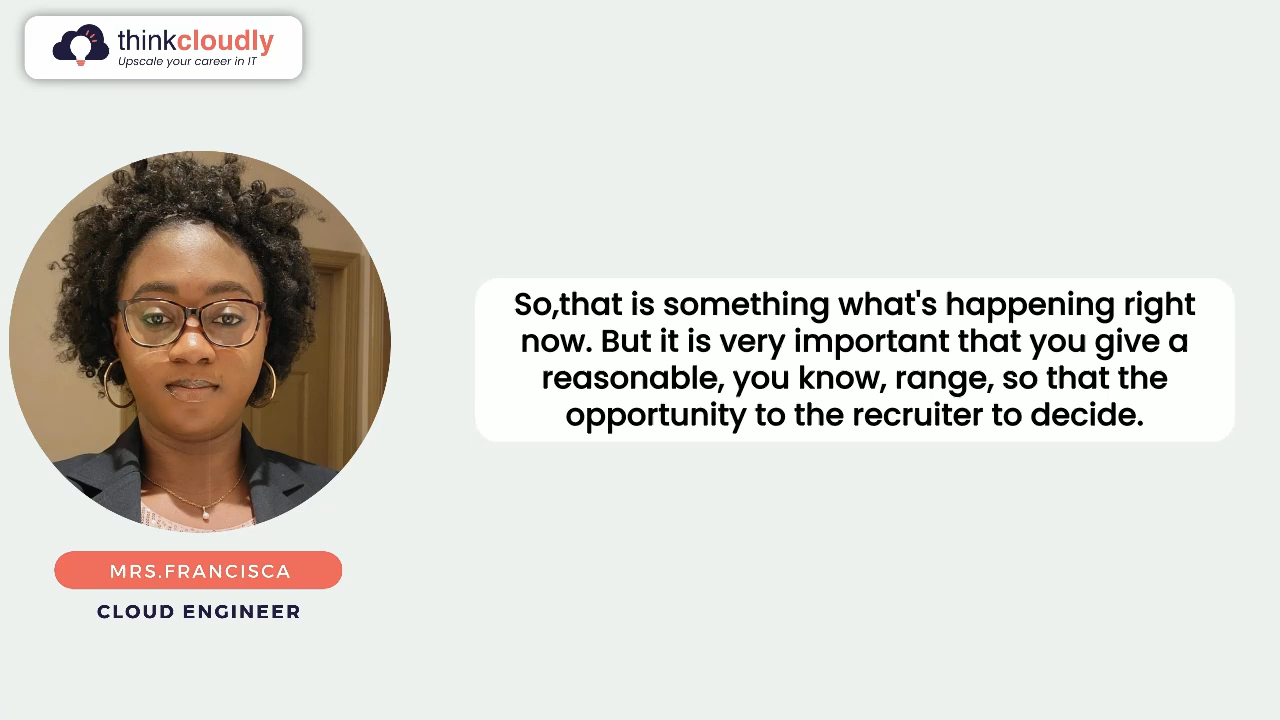 thinkcloudly
Upscale your career in IT
So,that is something what's happening right
now. But it is very important that you give a
reasonable, you know, range, so that the
opportunity to the recruiter to decide.
MRS.FRANCISCA
CLOUD ENGINEER